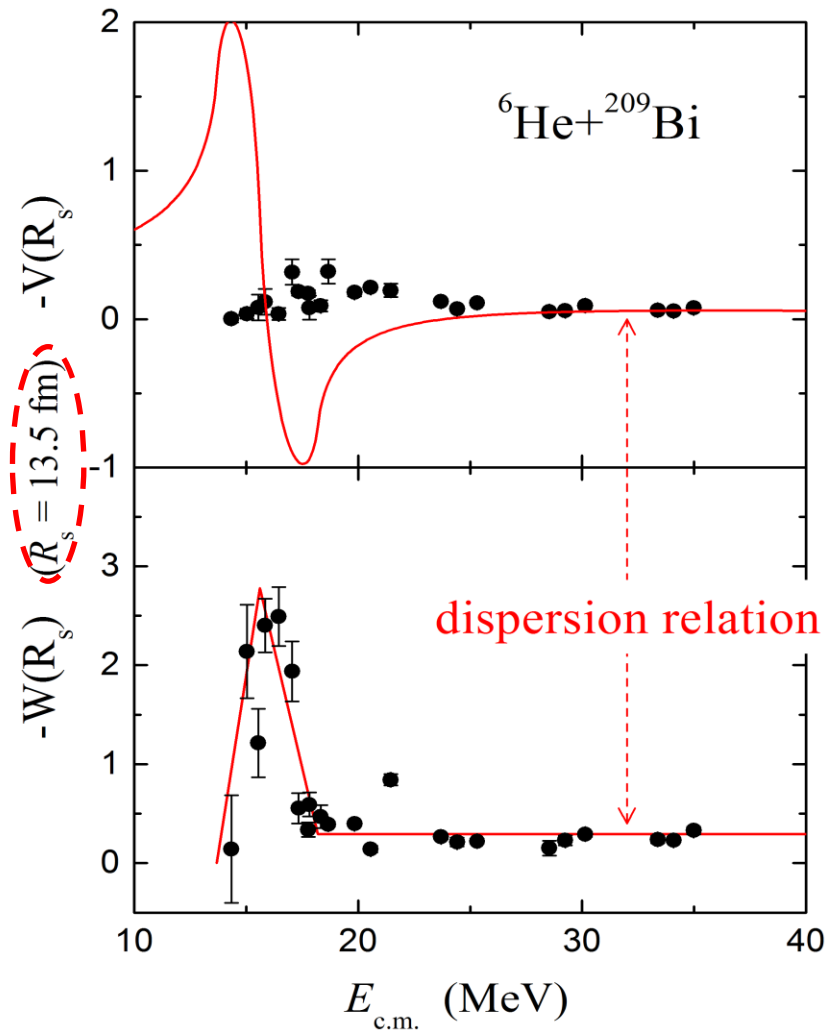 2
⁶He+²⁰⁹Bi
1
0
-1
-V(Rₛ)
(Rₛ = 13.5 fm)
-W(Rₛ)
3
dispersion relation
2
1
0
10
20
30
40
E_c.m. (MeV)